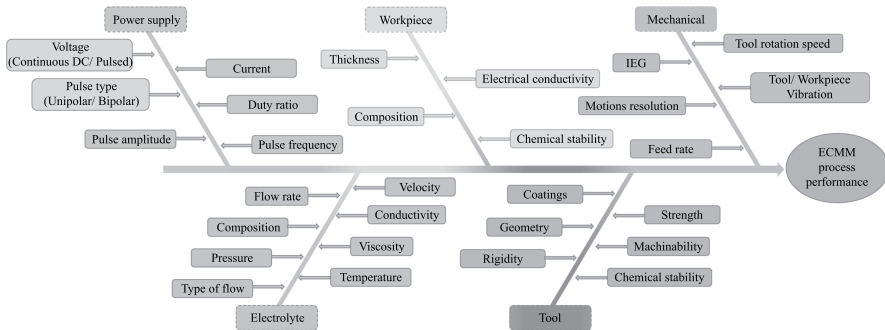 Power supply
Workpiece
Mechanical
Voltage
(Continuous DC/ Pulsed)
Current
Pulse type
(Unipolar/ Bipolar)
Duty ratio
Pulse amplitude
Pulse frequency
Thickness
Electrical conductivity
Composition
Chemical stability
Tool rotation speed
IEG
Tool/ Workpiece
Vibration
Motions resolution
Feed rate
ECMM
process
performance
Velocity
Flow rate
Conductivity
Composition
Viscosity
Pressure
Temperature
Type of flow
Electrolyte
Coatings
Strength
Geometry
Machinability
Rigidity
Chemical stability
Tool